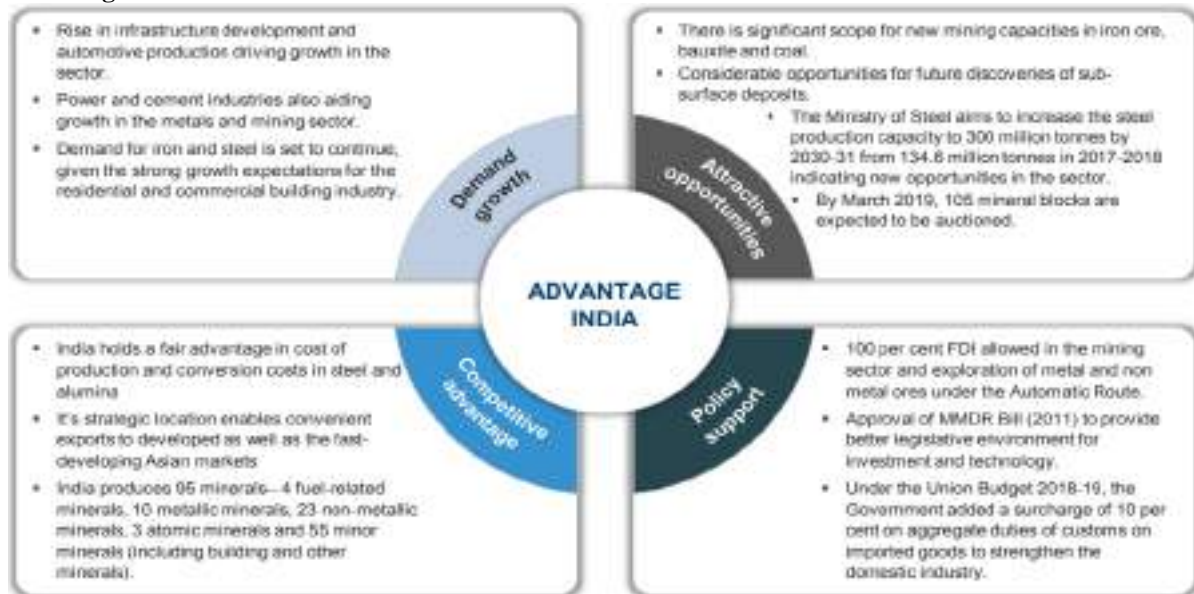 • Rise in infrastructure development and
automotive production driving growth in the
sector.
• Power and cement industries also aiding
growth in the metals and mining sector.
• Demand for iron and steel is set to continue,
given the strong growth expectations for the
residential and commercial building industry.
Demand
growth
• There is significant scope for new mining capacities in iron ore,
bauxite and coal.
• Considerable opportunities for future discoveries of sub-
surface deposits.
• The Ministry of Steel aims to increase the steel
production capacity to 300 million tonnes by
2030-31 from 134.6 million tonnes in 2017-2018
indicating new opportunities in the sector.
• By March 2019, 105 mineral blocks are
expected to be auctioned.
Attractive
opportunities
ADVANTAGE
INDIA
• India holds a fair advantage in cost of
production and conversion costs in steel and
alumina
• It's strategic location enables convenient
exports to developed as well as the fast-
developing Asian markets
• India produces 95 minerals– 4 fuel-related
minerals, 10 metallic minerals, 23 non-metallic
minerals, 3 atomic minerals and 55 minor
minerals (including building and other
minerals).
Competitive
advantage
• 100 per cent FDI allowed in the mining
sector and exploration of metal and non
metal ores under the Automatic Route.
• Approval of MMDR Bill (2011) to provide
better legislative environment for
investment and technology.
• Under the Union Budget 2018-19, the
Government added a surcharge of 10 per
cent on aggregate duties of customs on
imported goods to strengthen the
domestic industry.
Policy
support